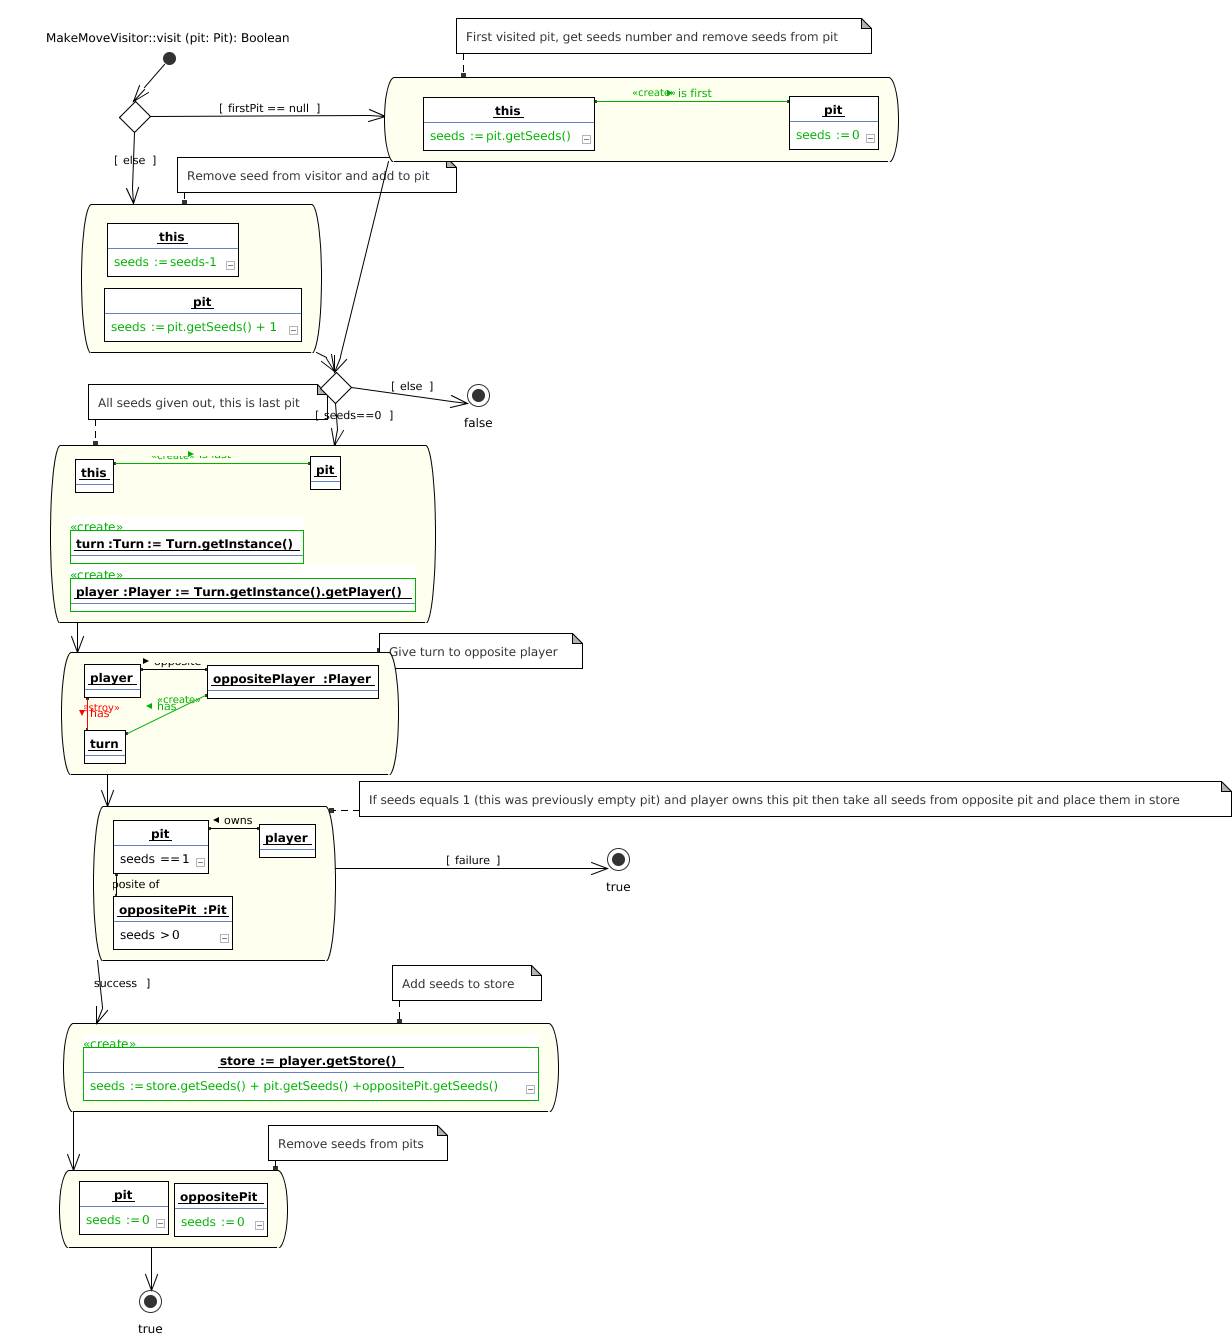 First visited pit, get seeds number and remove seeds from pit
MakeMoveVisitor::visit (pit: Pit): Boolean
«create» is first
this
pit
[ firstPit == null ]
seeds := pit.getSeeds()
seeds := 0
[ else ]
Remove seed from visitor and add to pit
this
seeds := seeds-1
pit
seeds := pit.getSeeds() + 1
[ else ]
All seeds given out, this is last pit
[ seeds==0 ]
false
«create» is last
this
pit
«create»
turn :Turn := Turn.getInstance()
«create»
player :Player := Turn.getInstance().getPlayer()
Give turn to opposite player
opposite
player
oppositePlayer :Player
«create»
has
stroy»
has
turn
If seeds equals 1 (this was previously empty pit) and player owns this pit then take all seeds from opposite pit and place them in store
owns
pit
player
seeds == 1
[ failure ]
true
posite of
oppositePit :Pit
seeds > 0
success ]
Add seeds to store
«create»
store := player.getStore()
seeds := store.getSeeds() + pit.getSeeds() +oppositePit.getSeeds()
Remove seeds from pits
pit
oppositePit
seeds := 0
seeds := 0
true